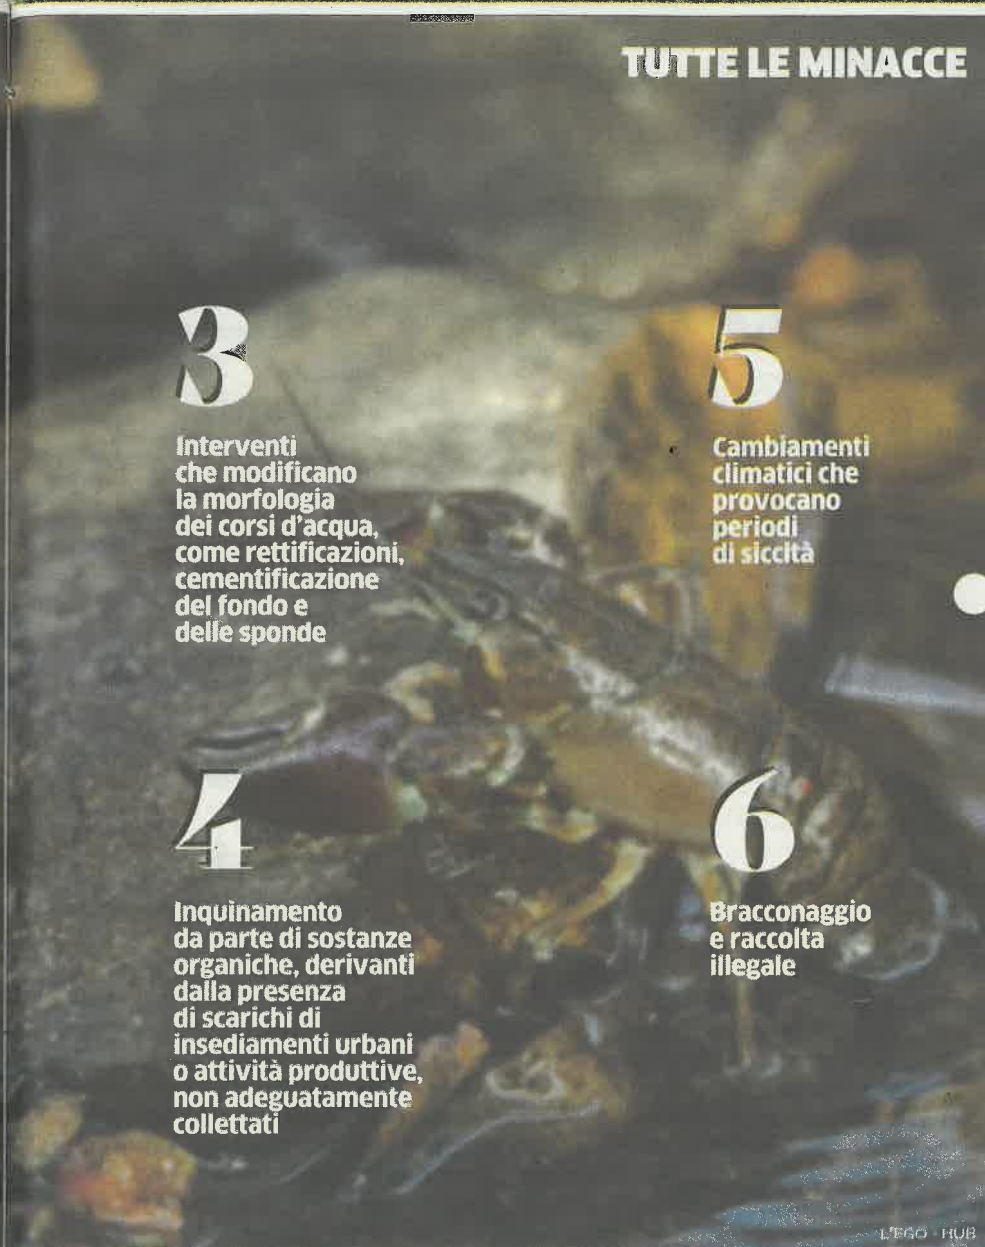 TUTTE LE MINACCE
3
Interventi
che modificano
la morfologia
dei corsi d'acqua,
come rettificazioni,
cementificazione
del fondo e
delle sponde
4
Inquinamento
da parte di sostanze
organiche, derivanti
dalla presenza
di scarichi di
insediamenti urbani
o attività produttive,
non adeguatamente
collettati
5
Cambiamenti
climatici che
provocano
periodi
di siccità
6
Bracconaggio
e raccolta
illegale
L'EGO - HUB